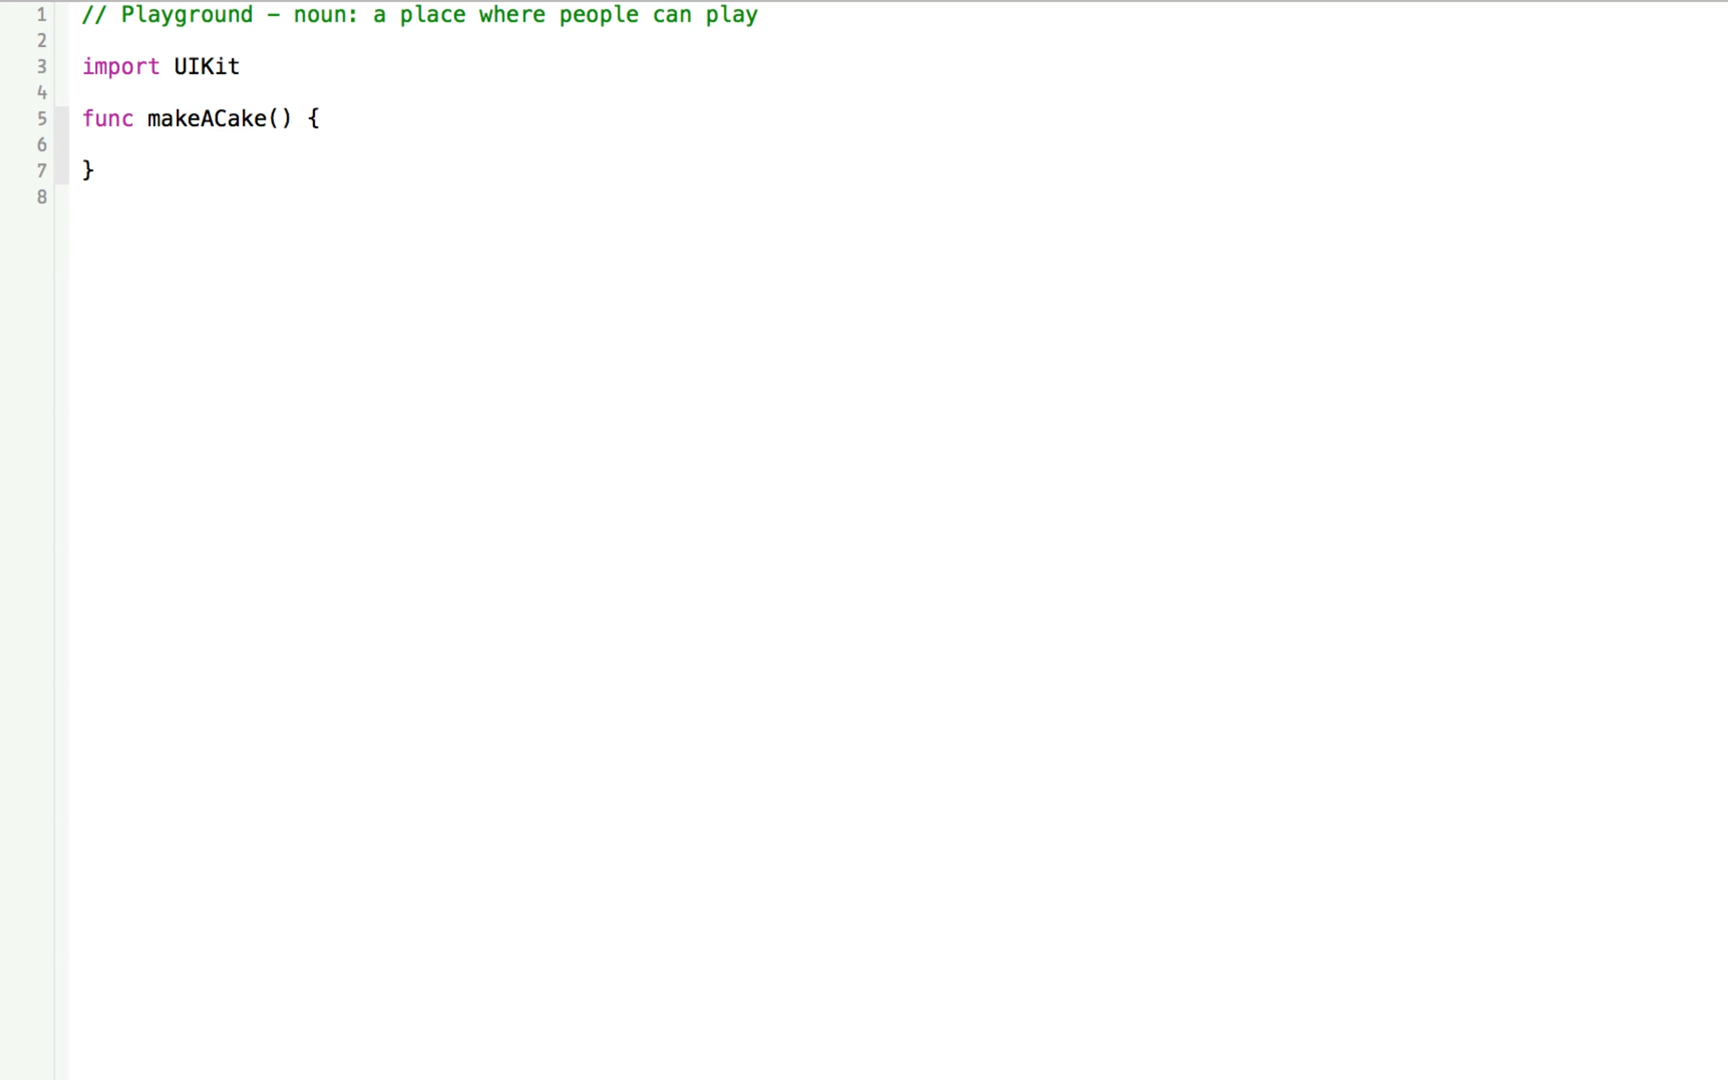 1 // Playground – noun: a place where people can play
2
3 import UIKit
4
5 func makeACake() {
6
7 }
8